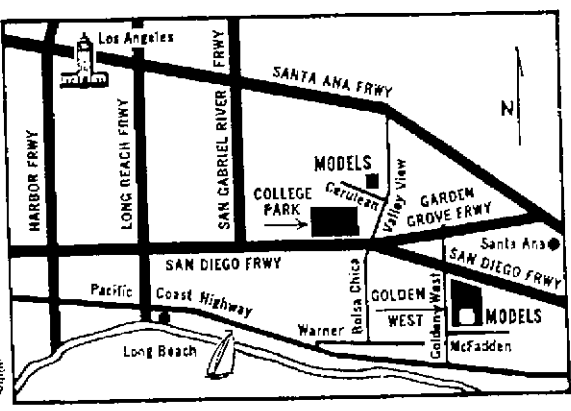 Los Angeles
HARBOR FRWY
LONG BEACH FRWY
SAN GABRIEL RIVER FRWY
SANTA ANA FRWY
N
MODELS
Cerulean
Valley View
COLLEGE
PARK
GARDEN
GROVE FRWY
Santa Ana
SAN DIEGO FRWY
SAN DIEGO FRWY
Pacific Coast Highway
Bolsa Chica
GOLDEN
WEST
Goldenwest
MODELS
Warner
McFadden
Long Beach